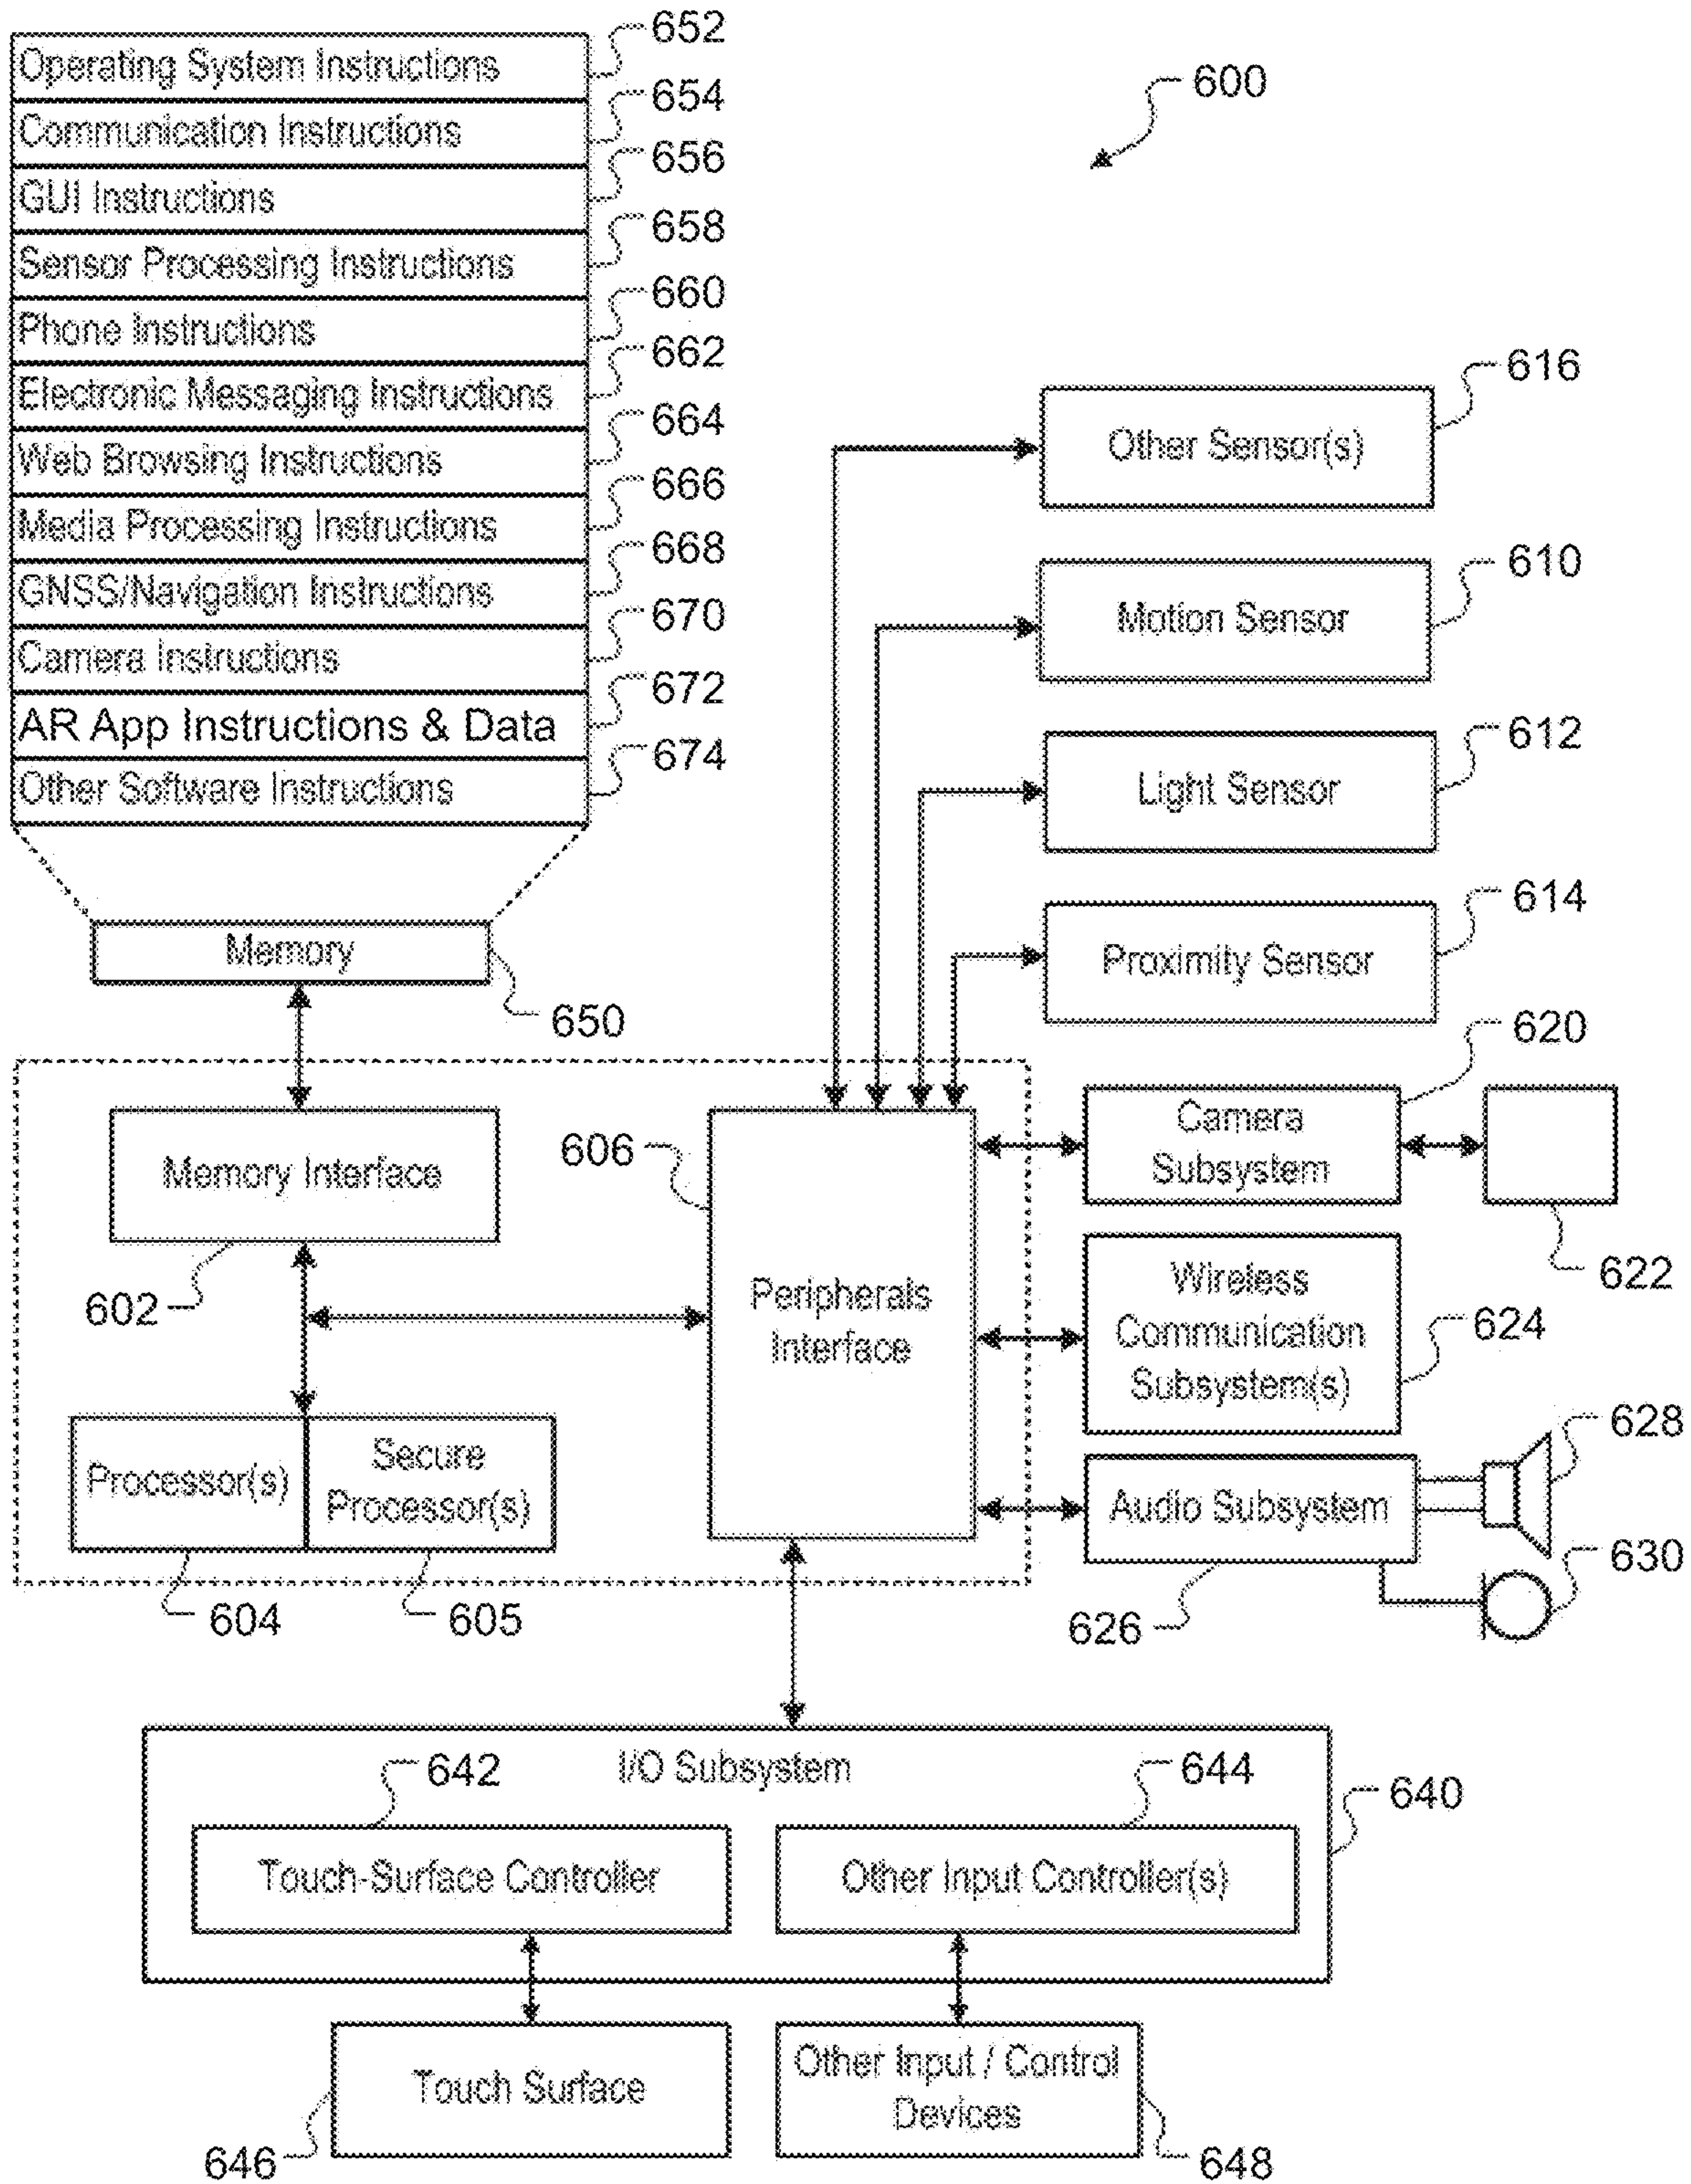 652
Operating System Instructions
600
654
Communication Instructions
656
GUI Instructions
658
Sensor Processing Instructions
660
Phone Instructions
662
616
Electronic Messaging Instructions
664
Other Sensor(s)
Web Browsing Instructions
666
Media Processing Instructions
668
610
GNSS/Navigation Instructions
670
Motion Sensor
Camera Instructions
672
AR App Instructions & Data
612
674
Other Software Instructions
Light Sensor
614
Memory
Proximity Sensor
650
620
Camera
Subsystem
606
Memory Interface
622
602
Peripherals
Interface
Wireless
Communication
Subsystem(s)
624
628
Processor(s)
Secure
Processor(s)
Audio Subsystem
630
604
605
626
I/O Subsystem
642
644
640
Touch-Surface Controller
Other Input Controller(s)
Touch Surface
Other Input / Control
Devices
646
648